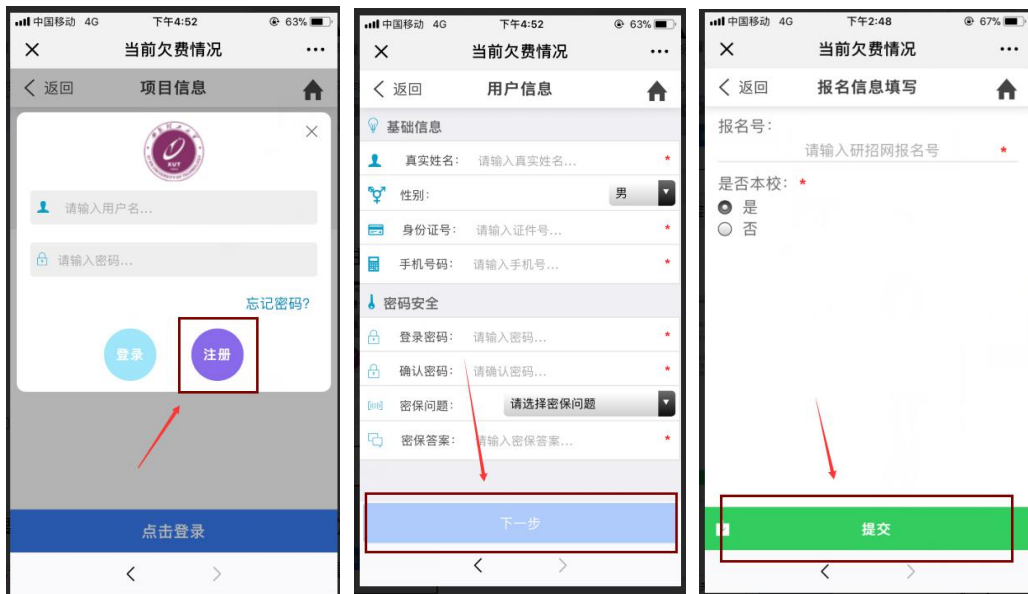 中国移动 4G 下午4:52 63%
当前欠费情况
返回 项目信息
XUT
请输入用户名...
请输入密码...
忘记密码?
登录 注册
点击登录
中国移动 4G 下午4:52 63%
当前欠费情况
返回 用户信息
基础信息
真实姓名: 请输入真实姓名... *
性别: 男
身份证号: 请输入证件号... *
手机号码: 请输入手机号... *
密码安全
登录密码: 请输入密码... *
确认密码: 请确认密码... *
密保问题: 请选择密保问题
密保答案: 请输入密保答案... *
下一步
中国移动 4G 下午2:48 67%
当前欠费情况
返回 报名信息填写
报名号:
请输入研招网报名号 *
是否本校: *
是
否
提交